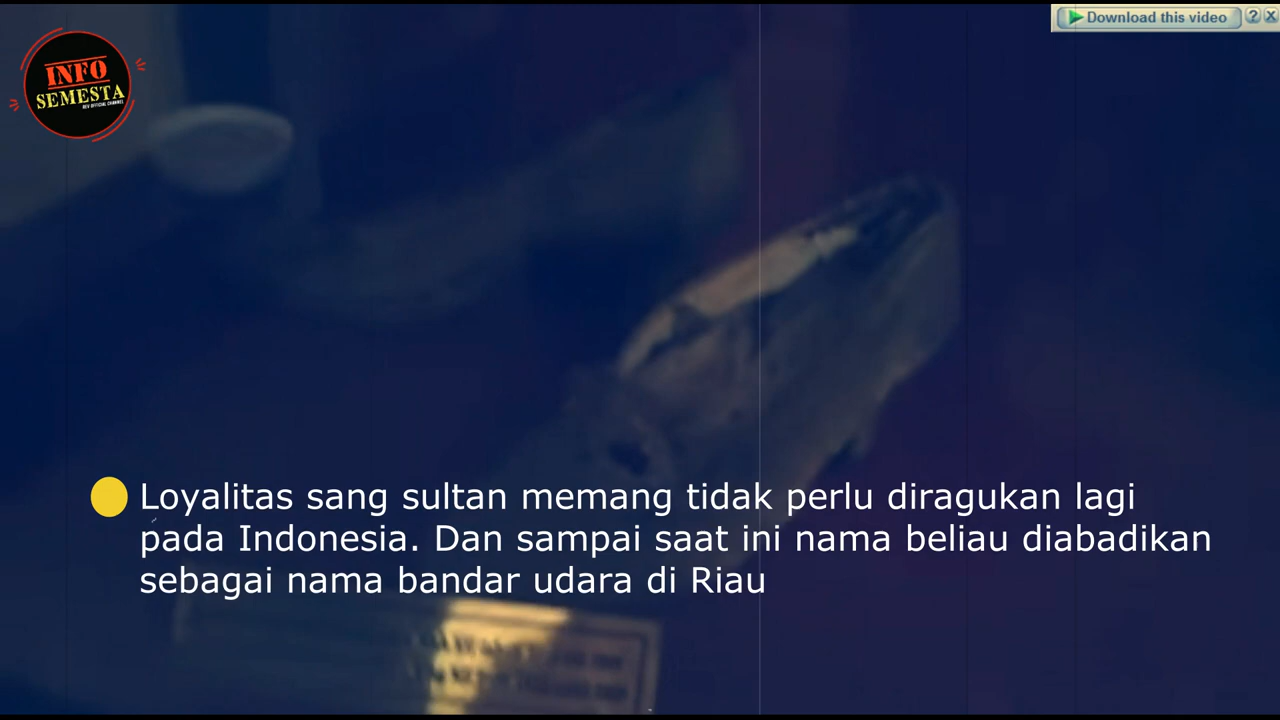 Download this video
?
X
INFO
SEMESTA
Loyalitas sang sultan memang tidak perlu diragukan lagi
pada Indonesia. Dan sampai saat ini nama beliau diabadikan
sebagai nama bandar udara di Riau